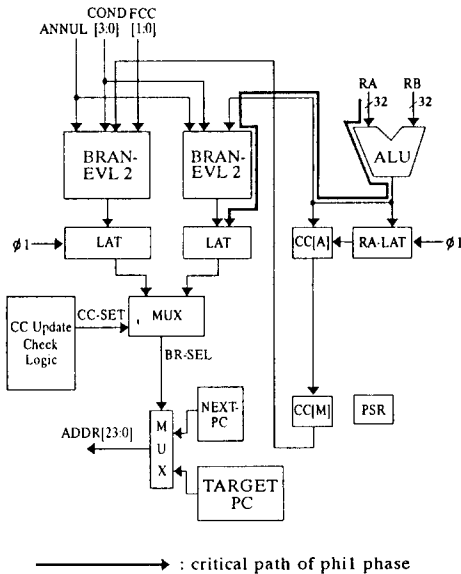 COND FCC
ANNUL [3:0] [1:0]
RA RB
32 32
BRAN-
EVL 2
BRAN-
EVL 2
ALU
ø1
LAT
LAT
CC[A]
RA-LAT
ø1
CC Update
Check
Logic
CC-SET
MUX
BR-SEL
NEXT-
PC
CC[M]
PSR
ADDR[23:0]
M
U
X
TARGET
PC
: critical path of phi1 phase